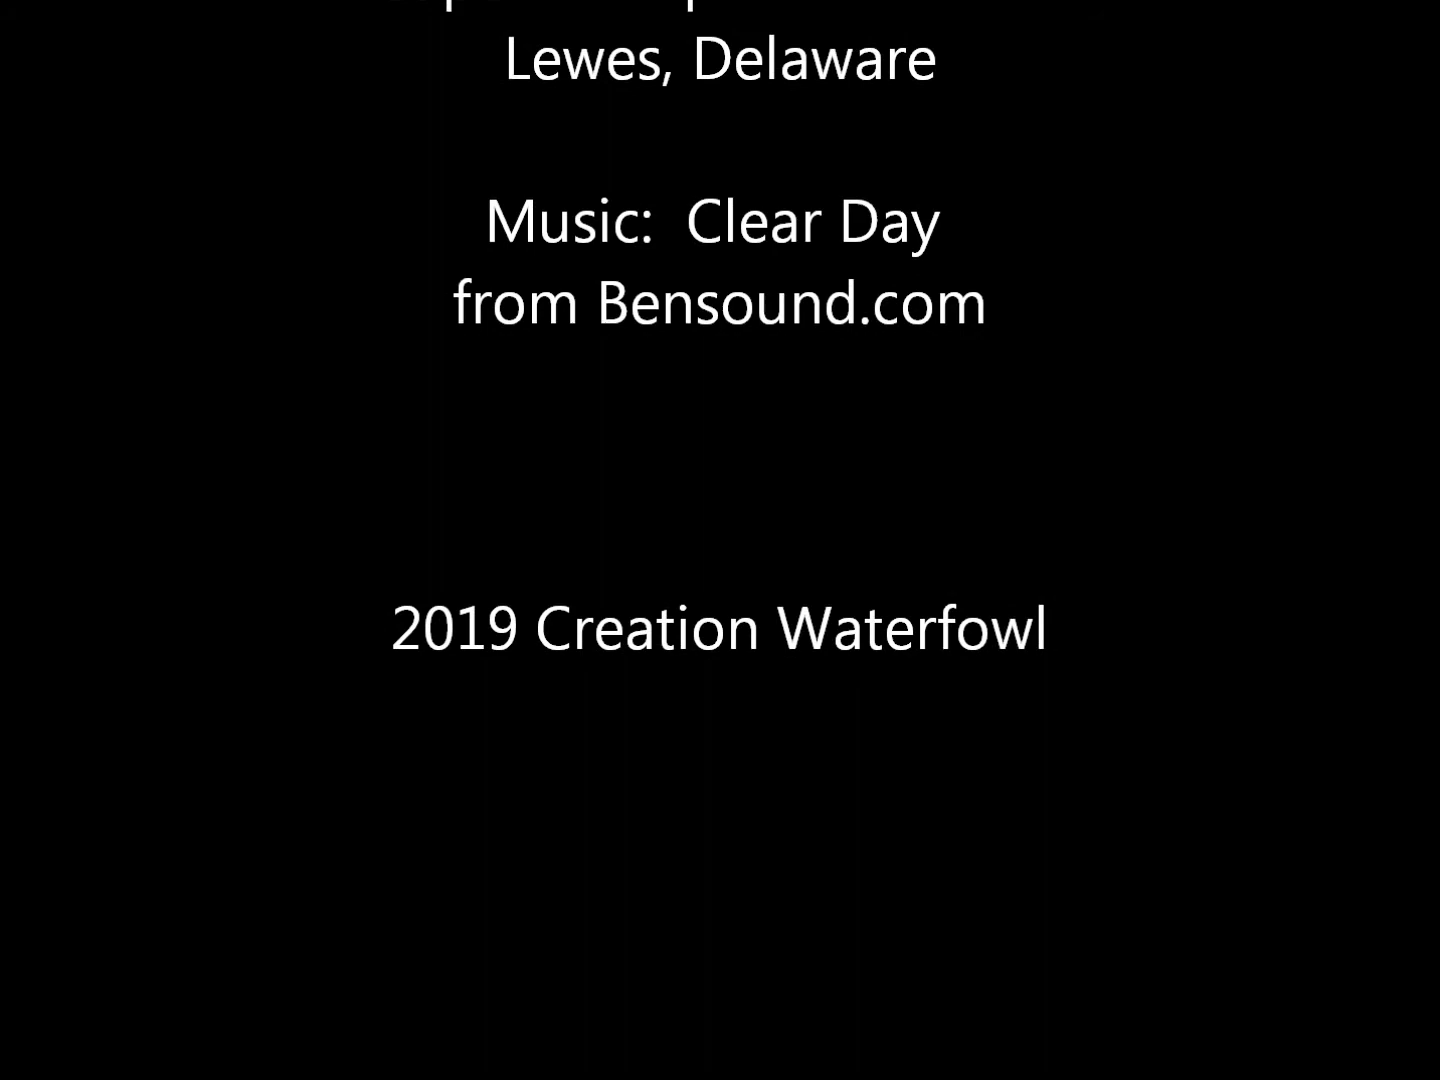 Lewes, Delaware
Music:  Clear Day
from Bensound.com
2019 Creation Waterfowl